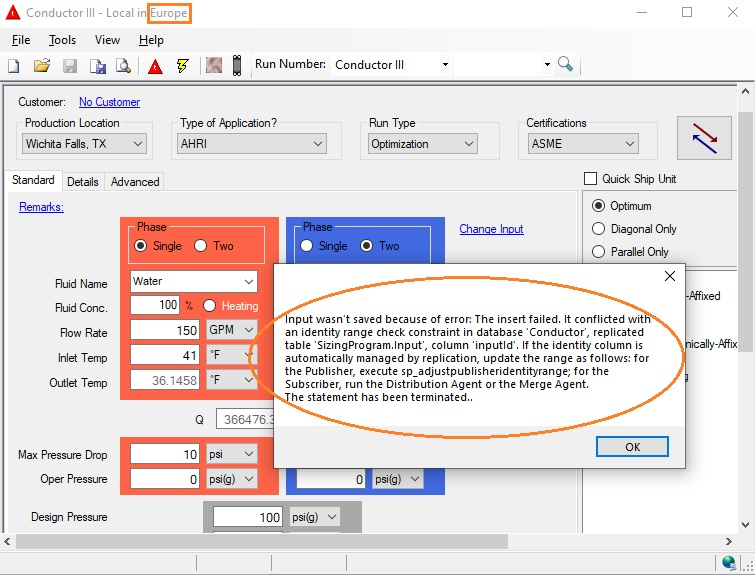 Conductor III - Local in Europe
File Tools View Help
Run Number: Conductor III
Customer: No Customer
Production Location
Wichita Falls, TX
Type of Application?
AHRI
Run Type
Optimization
Certifications
ASME
Standard Details Advanced
Quick Ship Unit
Remarks:
Optimum
Diagonal Only
Parallel Only
Phase
Single Two
Phase
Single Two
Change Input
Fluid Name Water
Fluid Conc. 100 % Heating
Flow Rate 150 GPM
Inlet Temp 41 °F
Outlet Temp 36.1458 °F
Q 366476.3
-Affixed
Input wasn't saved because of error: The insert failed. It conflicted with
an identity range check constraint in database 'Conductor', replicated
table 'SizingProgram.Input', column 'inputId'. If the identity column is
automatically managed by replication, update the range as follows: for
the Publisher, execute sp_adjustpublisheridentityrange; for the
Subscriber, run the Distribution Agent or the Merge Agent.
The statement has been terminated..
OK
nically-Affix
g
Max Pressure Drop 10 psi
Oper Pressure 0 psi(g) 0 psi(g)
Design Pressure 100 psi(g)